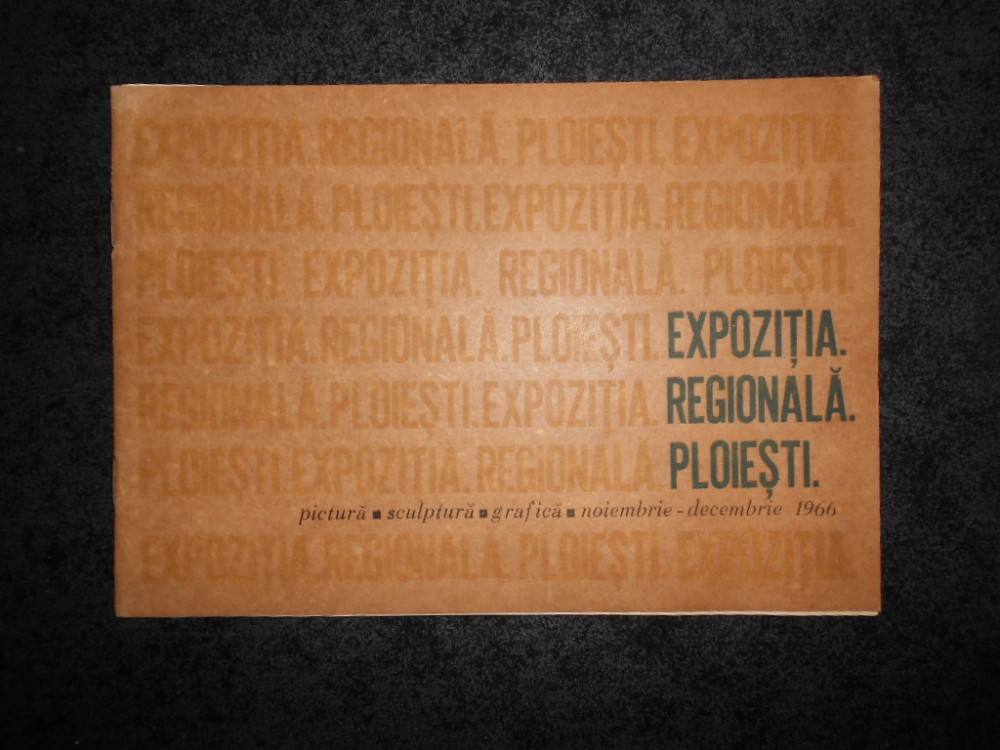 EXPOZIȚIA.REGIONALĂ. PLOIEȘTI. EXPOZIȚIA.
REGIONALĂ.PLOIEȘTI.EXPOZIȚIA.REGIONALĂ.
PLOIEȘTI. EXPOZIȚIA. REGIONALĂ. PLOIEȘTI.
EXPOZIȚIA.REGIONALĂ.PLOIEȘTI. EXPOZIȚIA.
REGIONALĂ.PLOIEȘTI.EXPOZIȚIA. REGIONALĂ.
PLOIEȘTI.EXPOZIȚIA.REGIONALĂ. PLOIEȘTI.
pictură ■ sculptură ■ grafică ■ noiembrie - decembrie 1966
EXPOZIȚIA.REGIONALĂ. PLOIEȘTI. EXPOZIȚIA.